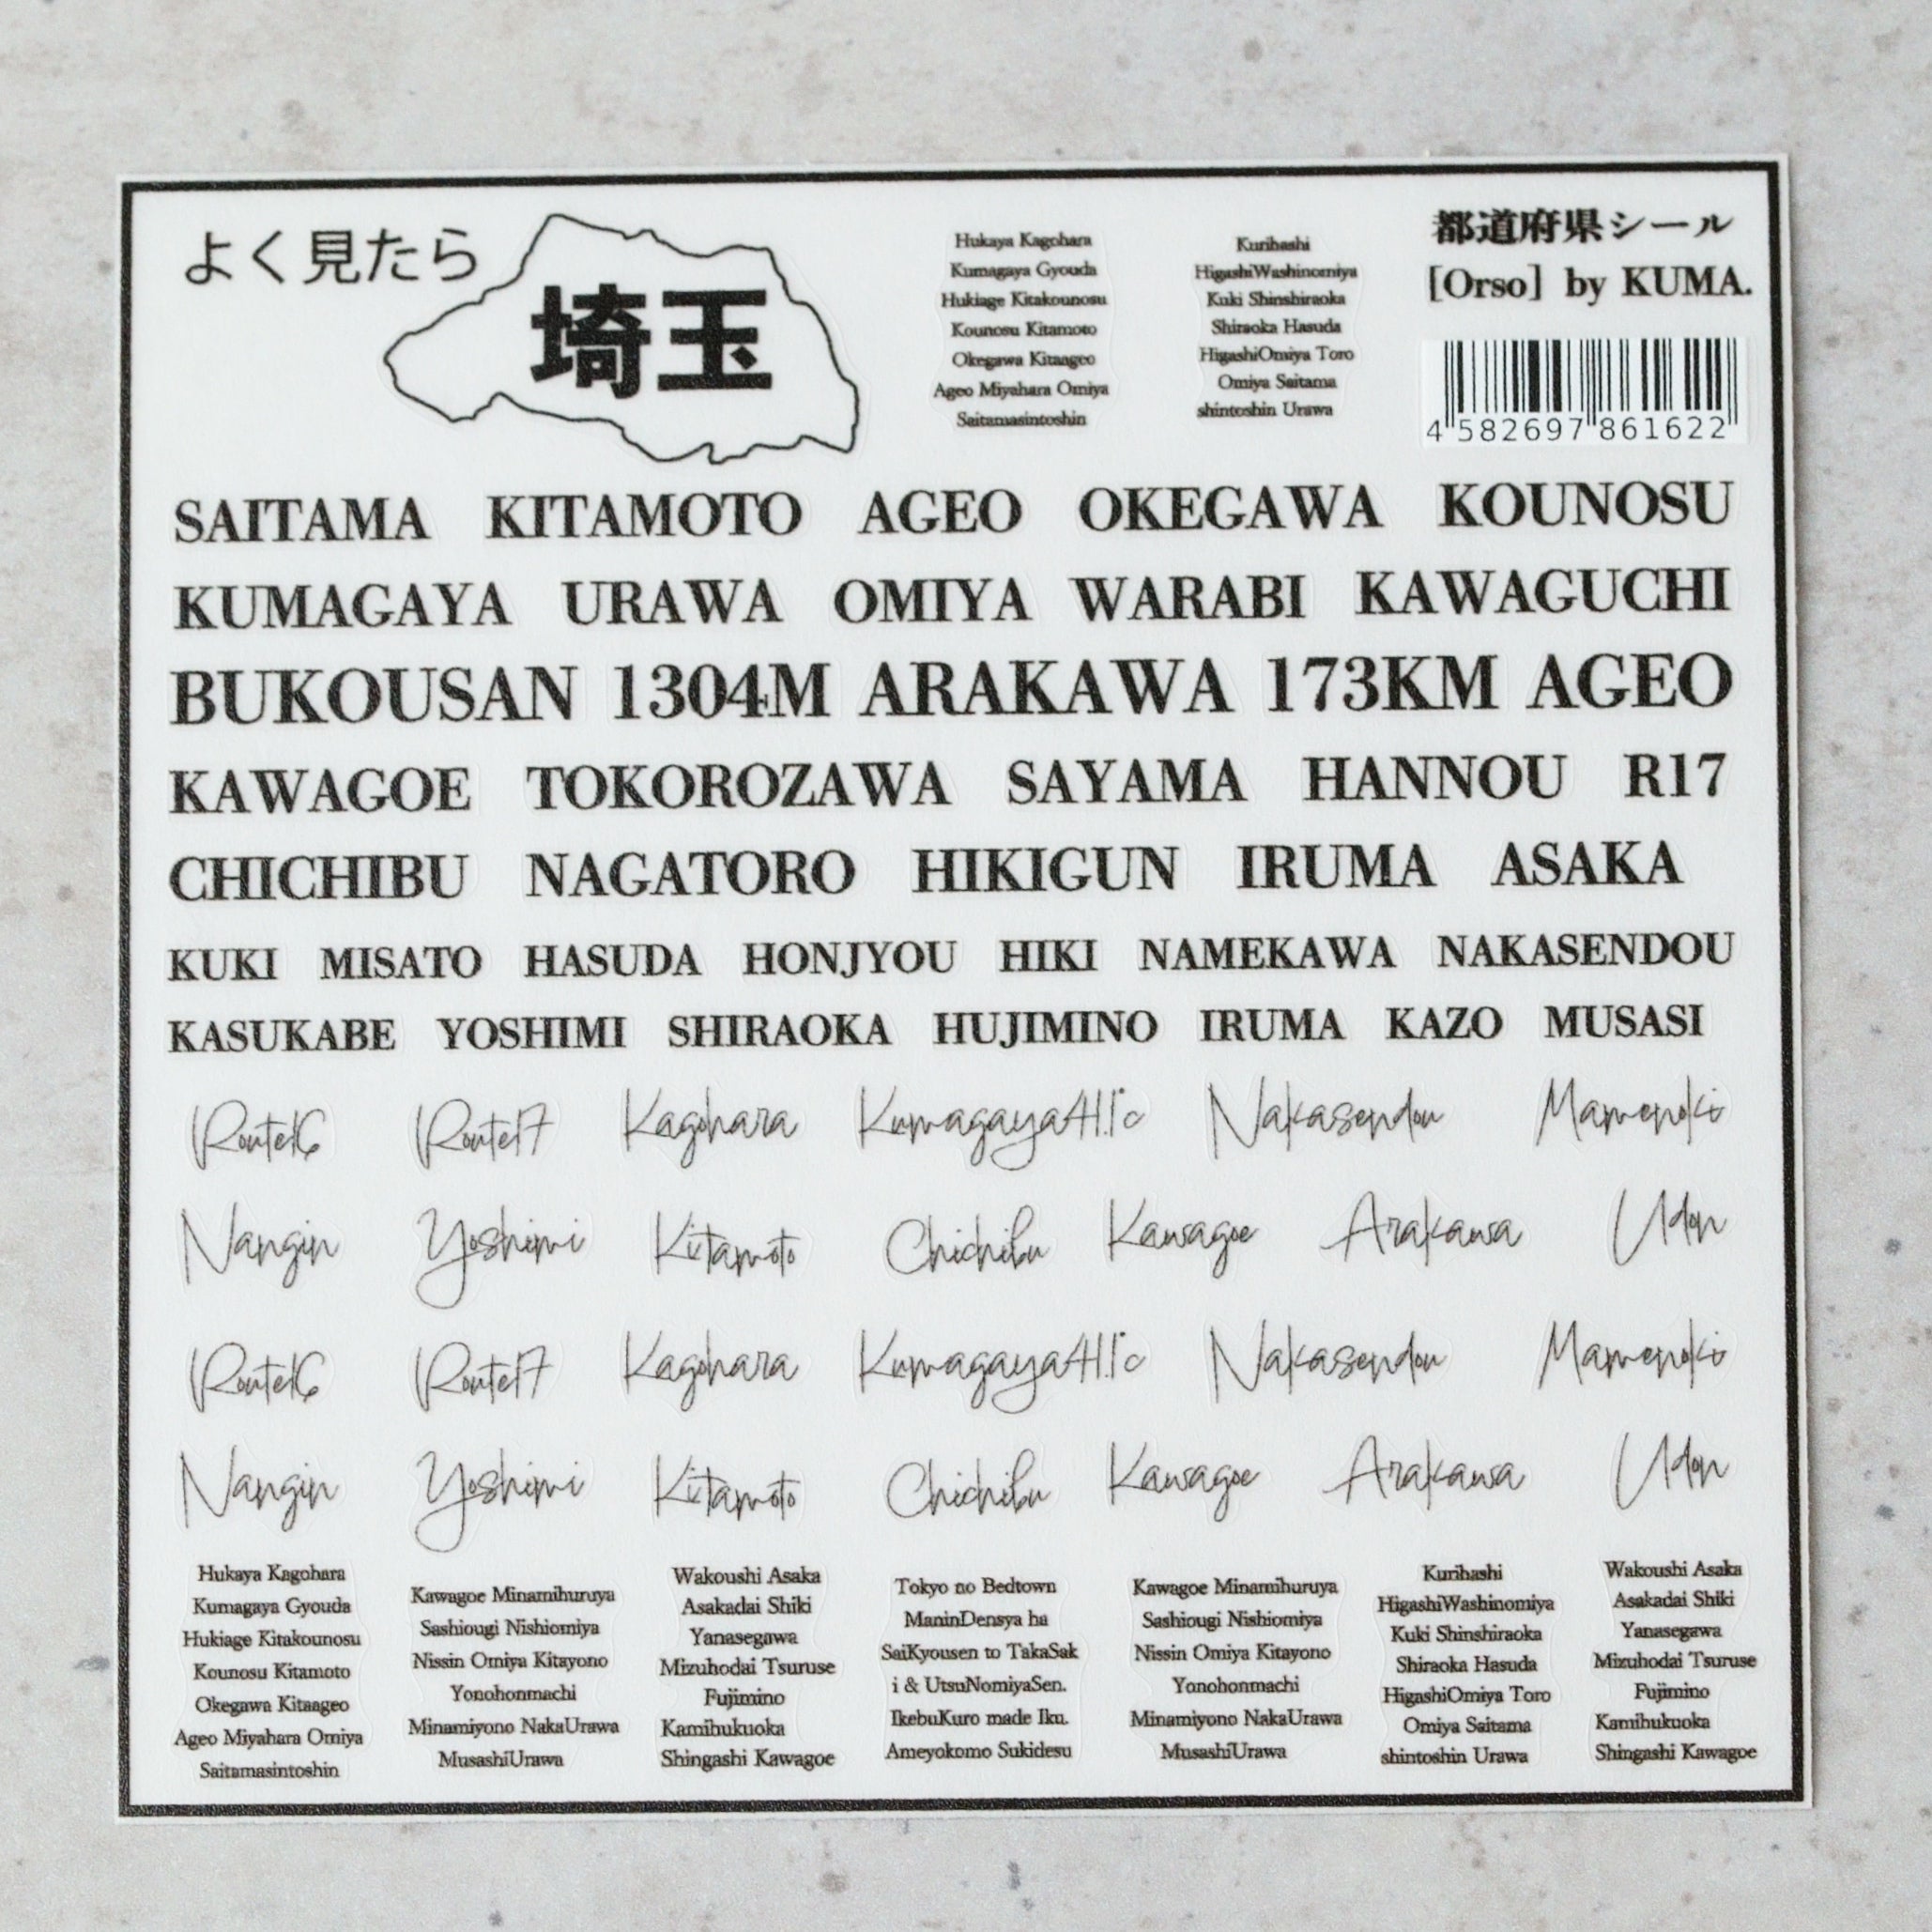 よく見たら
埼玉
Hukaya Kagohara
Kumagaya Gyouda
Hukiage Kitakounosu
Kounosu Kitamoto
Okegawa Kitaageo
Ageo Miyahara Omiya
Saitamasintoshin
Kurihashi
HigashiWashinomiya
Kuki Shinshiraoka
Shiraoka Hasuda
HigashiOmiya Toro
Omiya Saitama
shintoshin Urawa
都道府県シール
[Orso] by KUMA.
4 582697 861622
SAITAMA KITAMOTO AGEO OKEGAWA KOUNOSU
KUMAGAYA URAWA OMIYA WARABI KAWAGUCHI
BUKOUSAN 1304M ARAKAWA 173KM AGEO
KAWAGOE TOKOROZAWA SAYAMA HANNOU R17
CHICHIBU NAGATORO HIKIGUN IRUMA ASAKA
KUKI MISATO HASUDA HONJYOU HIKI NAMEKAWA NAKASENDOU
KASUKABE YOSHIMI SHIRAOKA HUJIMINO IRUMA KAZO MUSASI
Route16 Route17 Kagohara Kumagaya41.1°c Nakasendou Mamenoki
Nangin Yoshimi Kitamoto Chichibu Kawagoe Arakawa Udon
Route16 Route17 Kagohara Kumagaya41.1°c Nakasendou Mamenoki
Nangin Yoshimi Kitamoto Chichibu Kawagoe Arakawa Udon
Hukaya Kagohara
Kumagaya Gyouda
Hukiage Kitakounosu
Kounosu Kitamoto
Okegawa Kitaageo
Ageo Miyahara Omiya
Saitamasintoshin
Kawagoe Minamihuruya
Sashiougi Nishiomiya
Nissin Omiya Kitayono
Yonohonmachi
Minamiyono NakaUrawa
MusashiUrawa
Wakoushi Asaka
Asakadai Shiki
Yanasegawa
Mizuhodai Tsuruse
Fujimino
Kamihukuoka
Shingashi Kawagoe
Tokyo no Bedtown
ManinDensya ha
SaiKyousen to TakaSak
i & UtsuNomiyaSen.
IkebuKuro made Iku.
Ameyokomo Sukidesu
Kawagoe Minamihuruya
Sashiougi Nishiomiya
Nissin Omiya Kitayono
Yonohonmachi
Minamiyono NakaUrawa
MusashiUrawa
Kurihashi
HigashiWashinomiya
Kuki Shinshiraoka
Shiraoka Hasuda
HigashiOmiya Toro
Omiya Saitama
shintoshin Urawa
Wakoushi Asaka
Asakadai Shiki
Yanasegawa
Mizuhodai Tsuruse
Fujimino
Kamihukuoka
Shingashi Kawagoe